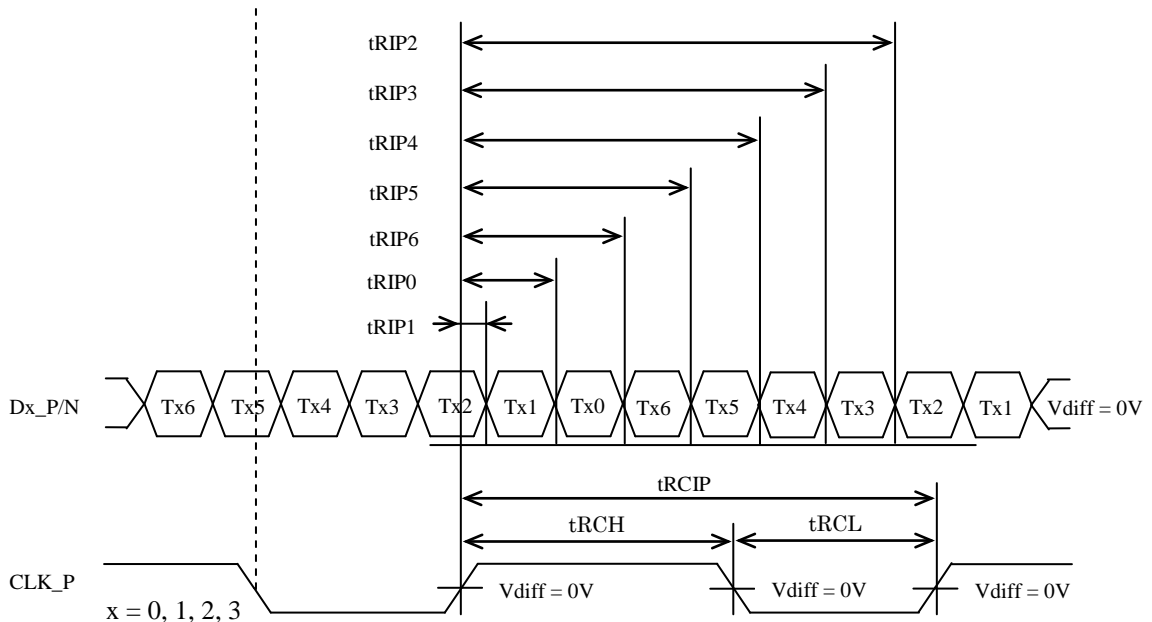 tRIP2
tRIP3
tRIP4
tRIP5
tRIP6
tRIP0
tRIP1
Dx_P/N Tx6 Tx5 Tx4 Tx3 Tx2 Tx1 Tx0 Tx6 Tx5 Tx4 Tx3 Tx2 Tx1 Vdiff = 0V
tRCIP
tRCH tRCL
CLK_P Vdiff = 0V Vdiff = 0V Vdiff = 0V
x = 0, 1, 2, 3